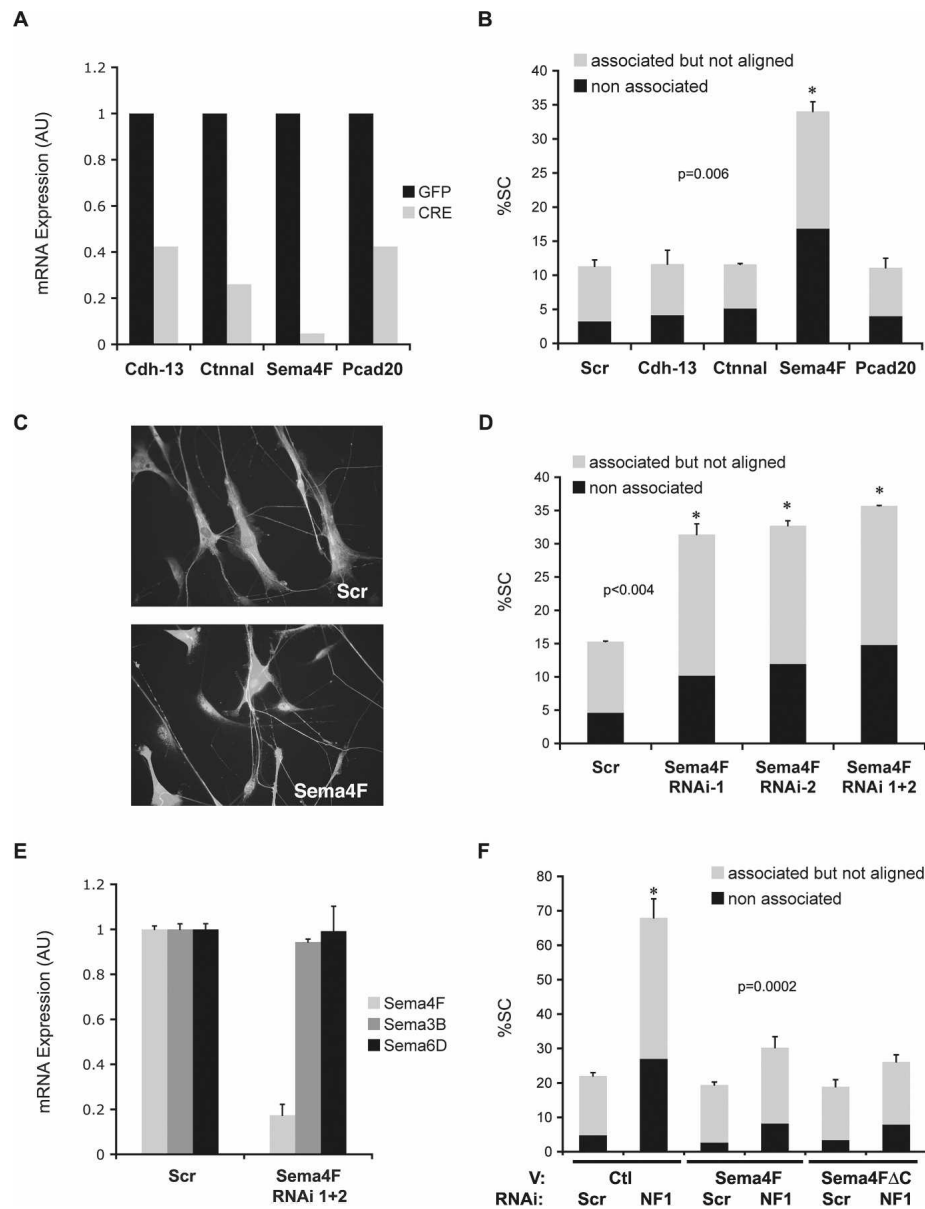 A
mRNA Expression (AU)
1.2
1
0.8
0.6
0.4
0.2
0
GFP
CRE
Cdh-13 Ctnnal Sema4F Pcad20
B
associated but not aligned
non associated
%SC
40
35
30
25
20
15
10
5
0
*
p=0.006
Scr Cdh-13 Ctnnal Sema4F Pcad20
C
Scr
Sema4F
D
associated but not aligned
non associated
%SC
40
35
30
25
20
15
10
5
0
* * *
p<0.004
Scr Sema4F Sema4F Sema4F
RNAi-1 RNAi-2 RNAi 1+2
E
mRNA Expression (AU)
1.2
1
0.8
0.6
0.4
0.2
0
Sema4F
Sema3B
Sema6D
Scr Sema4F
RNAi 1+2
F
associated but not aligned
non associated
%SC
80
70
60
50
40
30
20
10
0
*
p=0.0002
V: Ctl Sema4F Sema4FΔC
RNAi: Scr NF1 Scr NF1 Scr NF1